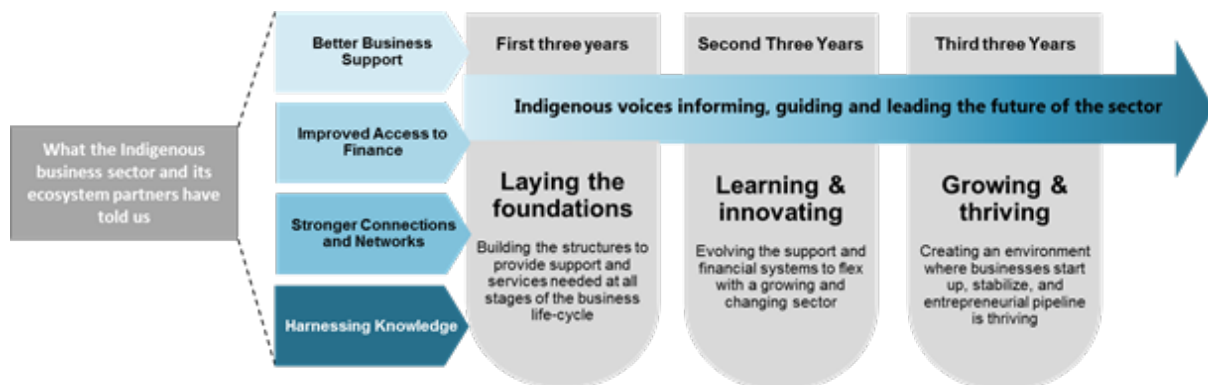 What the Indigenous
business sector and its
ecosystem partners have
told us
Better Business
Support
Improved Access to
Finance
Stronger Connections
and Networks
Harnessing Knowledge
First three years
Second Three Years
Third three Years
Indigenous voices informing, guiding and leading the future of the sector
Laying the
foundations
Building the structures to
provide support and
services needed at all
stages of the business
life-cycle
Learning &
innovating
Evolving the support and
financial systems to flex
with a growing and
changing sector
Growing &
thriving
Creating an environment
where businesses start
up, stabilize, and
entrepreneurial pipeline
is thriving